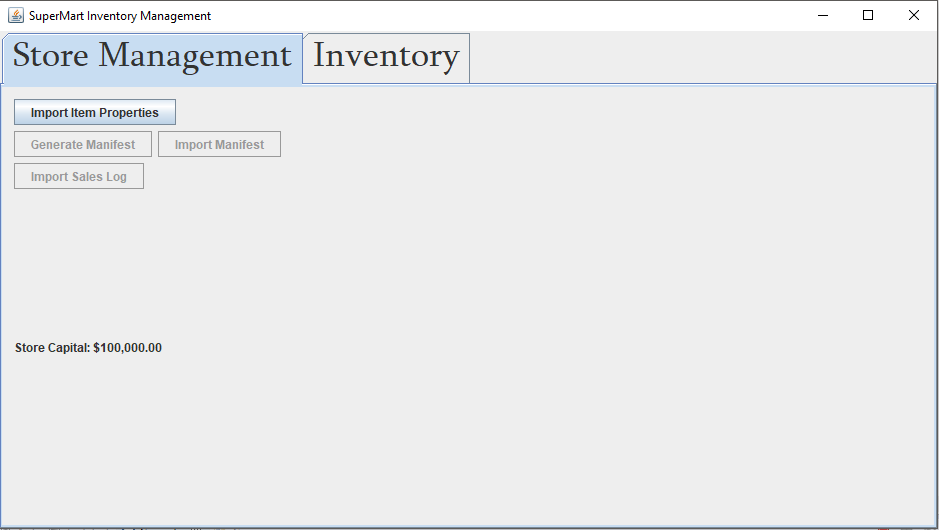 SuperMart Inventory Management
Store Management Inventory
Import Item Properties
Generate Manifest Import Manifest
Import Sales Log
Store Capital: $100,000.00